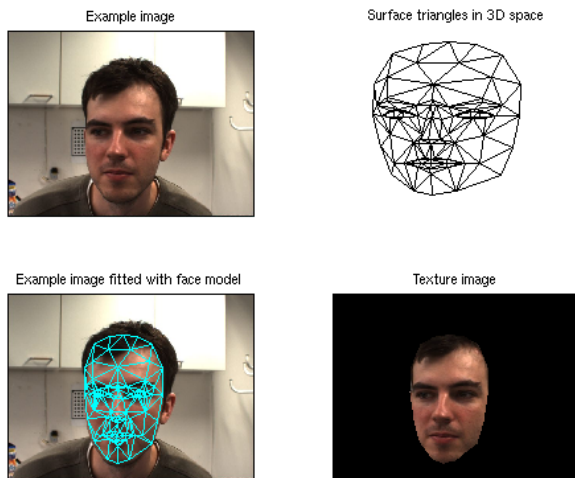 Example image
Surface triangles in 3D space
Example image fitted with face model
Texture image